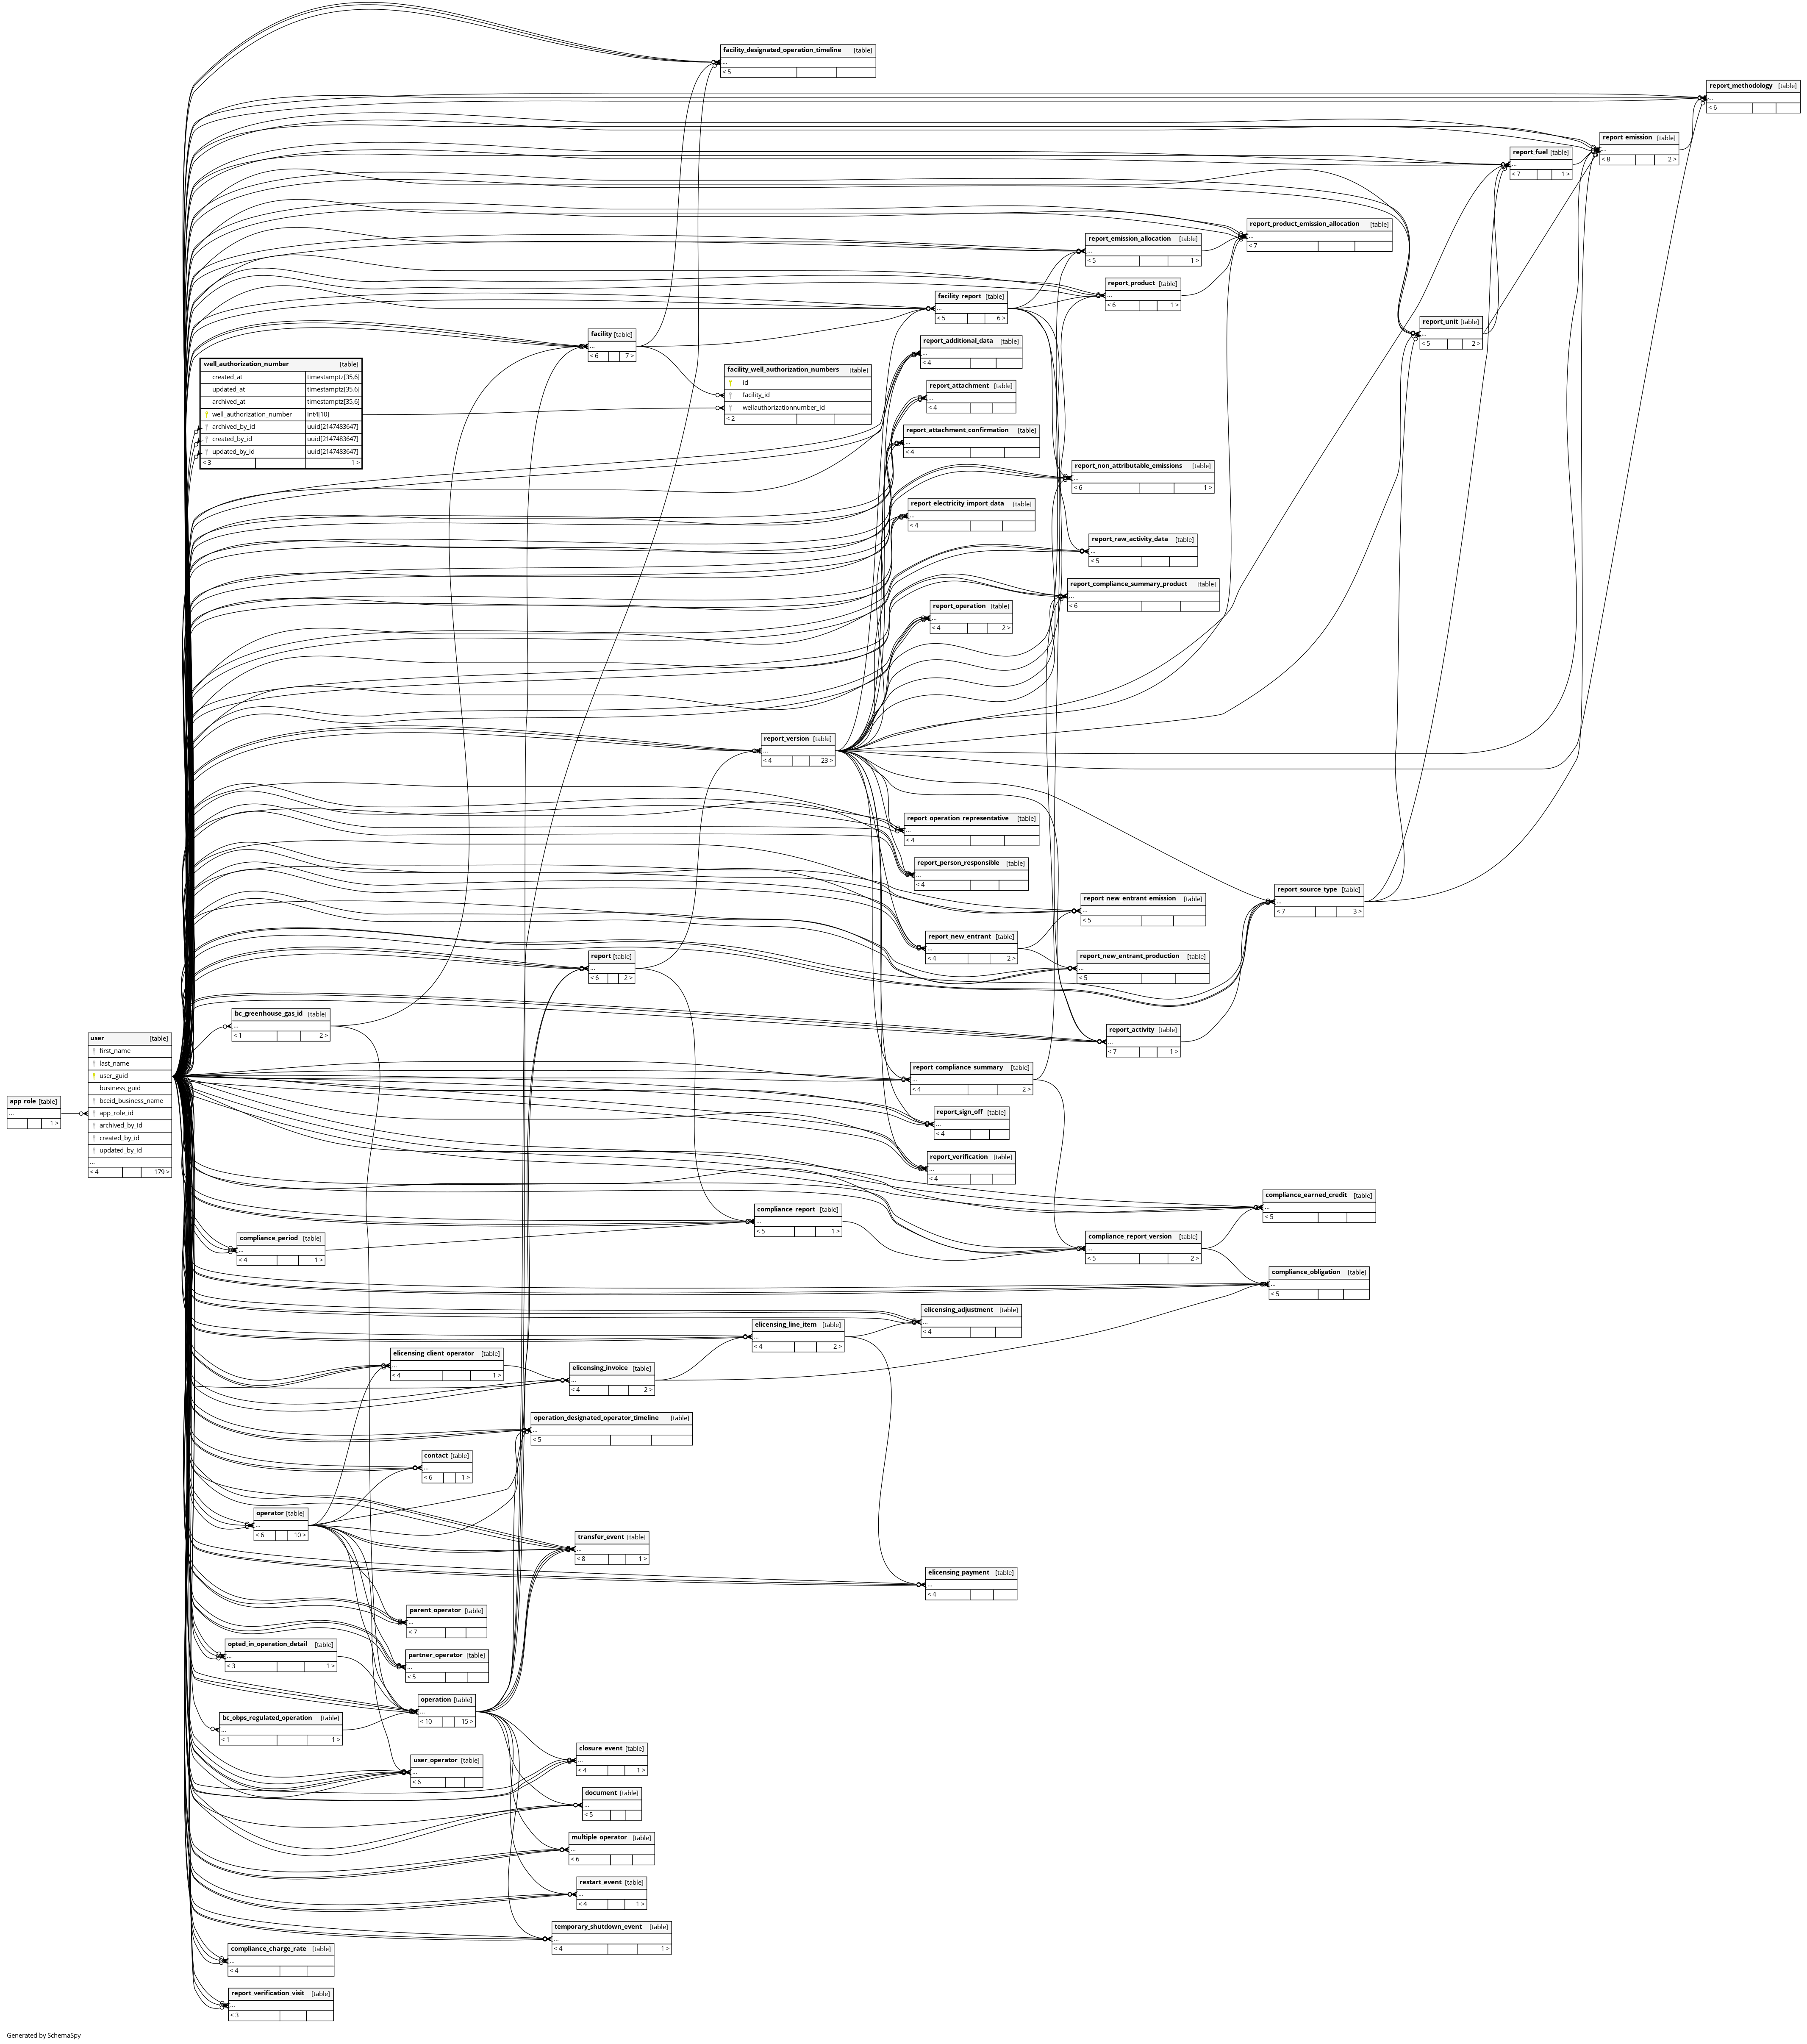 facility_designated_operation_timeline [table]
...
< 5
report_methodology [table]
...
< 6
report_emission [table]
...
< 8 2 >
report_fuel [table]
...
< 7 1 >
report_product_emission_allocation [table]
...
< 7
report_emission_allocation [table]
...
< 5 1 >
report_product [table]
...
< 6 1 >
facility_report [table]
...
< 5 6 >
report_unit [table]
...
< 5 2 >
facility [table]
...
< 6 7 >
report_additional_data [table]
...
< 4
well_authorization_number [table]
created_at timestamptz[35,6]
updated_at timestamptz[35,6]
archived_at timestamptz[35,6]
well_authorization_number int4[10]
archived_by_id uuid[2147483647]
created_by_id uuid[2147483647]
updated_by_id uuid[2147483647]
< 3 1 >
facility_well_authorization_numbers [table]
id
facility_id
wellauthorizationnumber_id
< 2
report_attachment [table]
...
< 4
report_attachment_confirmation [table]
...
< 4
report_non_attributable_emissions [table]
...
< 6 1 >
report_electricity_import_data [table]
...
< 4
report_raw_activity_data [table]
...
< 5
report_compliance_summary_product [table]
...
< 6
report_operation [table]
...
< 4 2 >
report_version [table]
...
< 4 23 >
report_operation_representative [table]
...
< 4
report_person_responsible [table]
...
< 4
report_source_type [table]
...
< 7 3 >
report_new_entrant_emission [table]
...
< 5
report_new_entrant [table]
...
< 4 2 >
report_new_entrant_production [table]
...
< 5
report [table]
...
< 6 2 >
bc_greenhouse_gas_id [table]
...
< 1 2 >
report_activity [table]
...
< 7 1 >
user [table]
first_name
last_name
user_guid
business_guid
bceid_business_name
app_role_id
archived_by_id
created_by_id
updated_by_id
...
< 4 179 >
app_role [table]
...
1 >
report_compliance_summary [table]
...
< 4 2 >
report_sign_off [table]
...
< 4
report_verification [table]
...
< 4
compliance_earned_credit [table]
...
< 5
compliance_report [table]
...
< 5 1 >
compliance_period [table]
...
< 4 1 >
compliance_report_version [table]
...
< 5 2 >
compliance_obligation [table]
...
< 5
elicensing_adjustment [table]
...
< 4
elicensing_line_item [table]
...
< 4 2 >
elicensing_client_operator [table]
...
< 4 1 >
elicensing_invoice [table]
...
< 4 2 >
operation_designated_operator_timeline [table]
...
< 5
contact [table]
...
< 6 1 >
operator [table]
...
< 6 10 >
transfer_event [table]
...
< 8 1 >
elicensing_payment [table]
...
< 4
parent_operator [table]
...
< 7
opted_in_operation_detail [table]
...
< 3 1 >
partner_operator [table]
...
< 5
operation [table]
...
< 10 15 >
bc_obps_regulated_operation [table]
...
< 1 1 >
closure_event [table]
...
< 4 1 >
user_operator [table]
...
< 6
document [table]
...
< 5
multiple_operator [table]
...
< 6
restart_event [table]
...
< 4 1 >
temporary_shutdown_event [table]
...
< 4 1 >
compliance_charge_rate [table]
...
< 4
report_verification_visit [table]
...
< 3
Generated by SchemaSpy